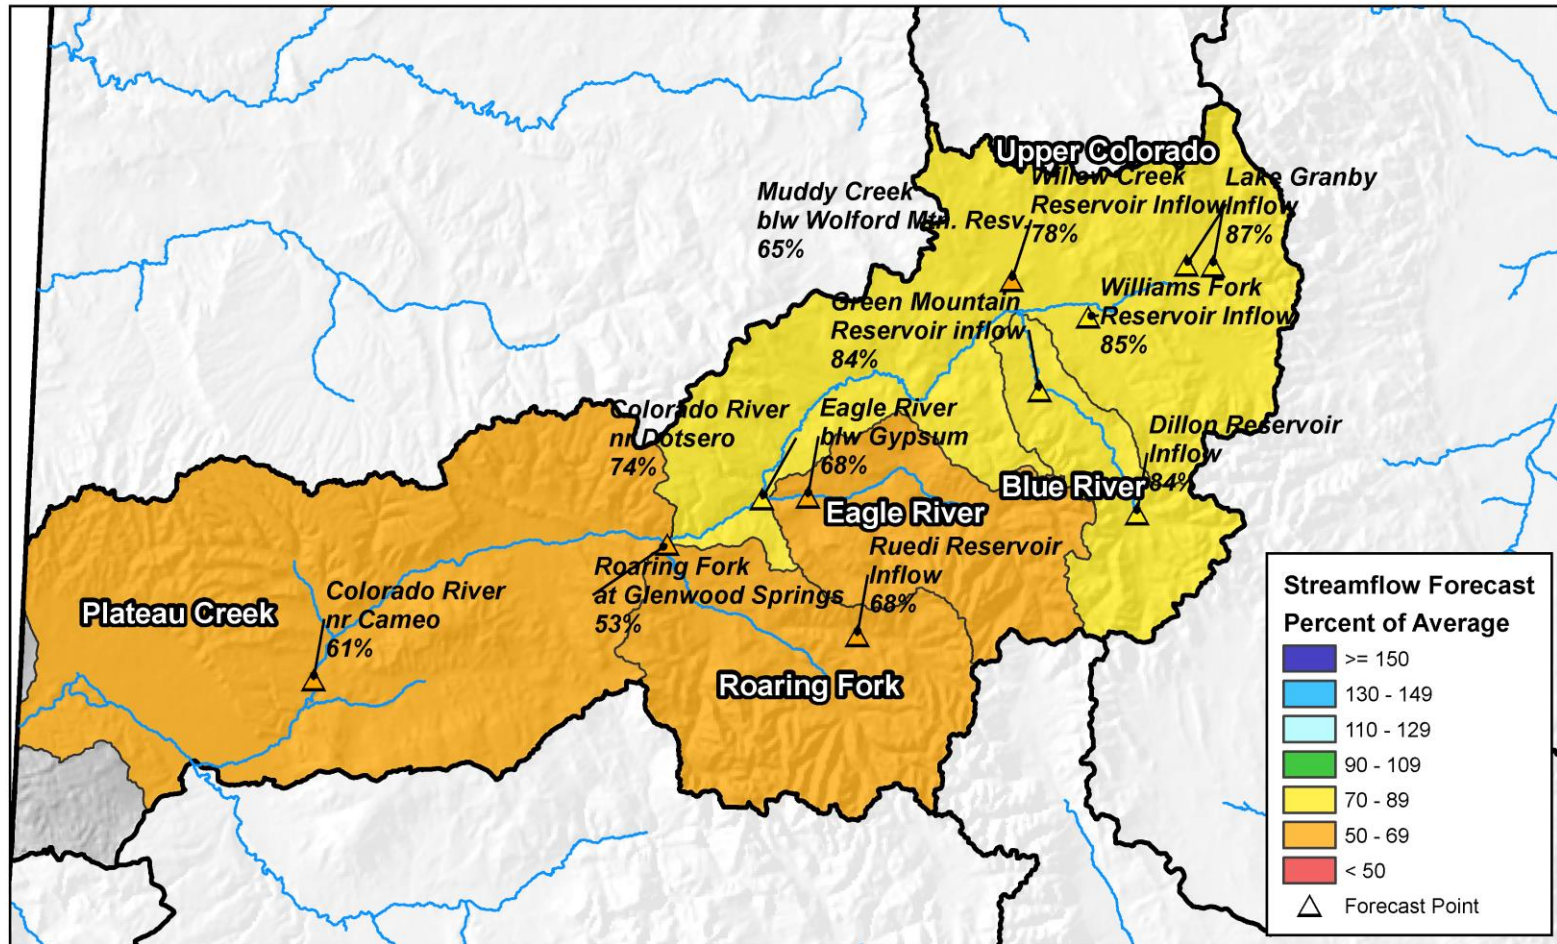 Upper Colorado
Muddy Creek
blw Wolford Mtn. Resv.
65%
Willow Creek
Reservoir Inflow
78%
Lake Granby
Inflow
87%
Green Mountain
Reservoir inflow
84%
Williams Fork
Reservoir Inflow
85%
Colorado River
nr Dotsero
74%
Eagle River
blw Gypsum
68%
Dillon Reservoir
Inflow
84%
Blue River
Eagle River
Roaring Fork
at Glenwood Springs
53%
Ruedi Reservoir
Inflow
68%
Colorado River
nr Cameo
61%
Plateau Creek
Roaring Fork
Streamflow Forecast
Percent of Average
>= 150
130 - 149
110 - 129
90 - 109
70 - 89
50 - 69
< 50
Forecast Point